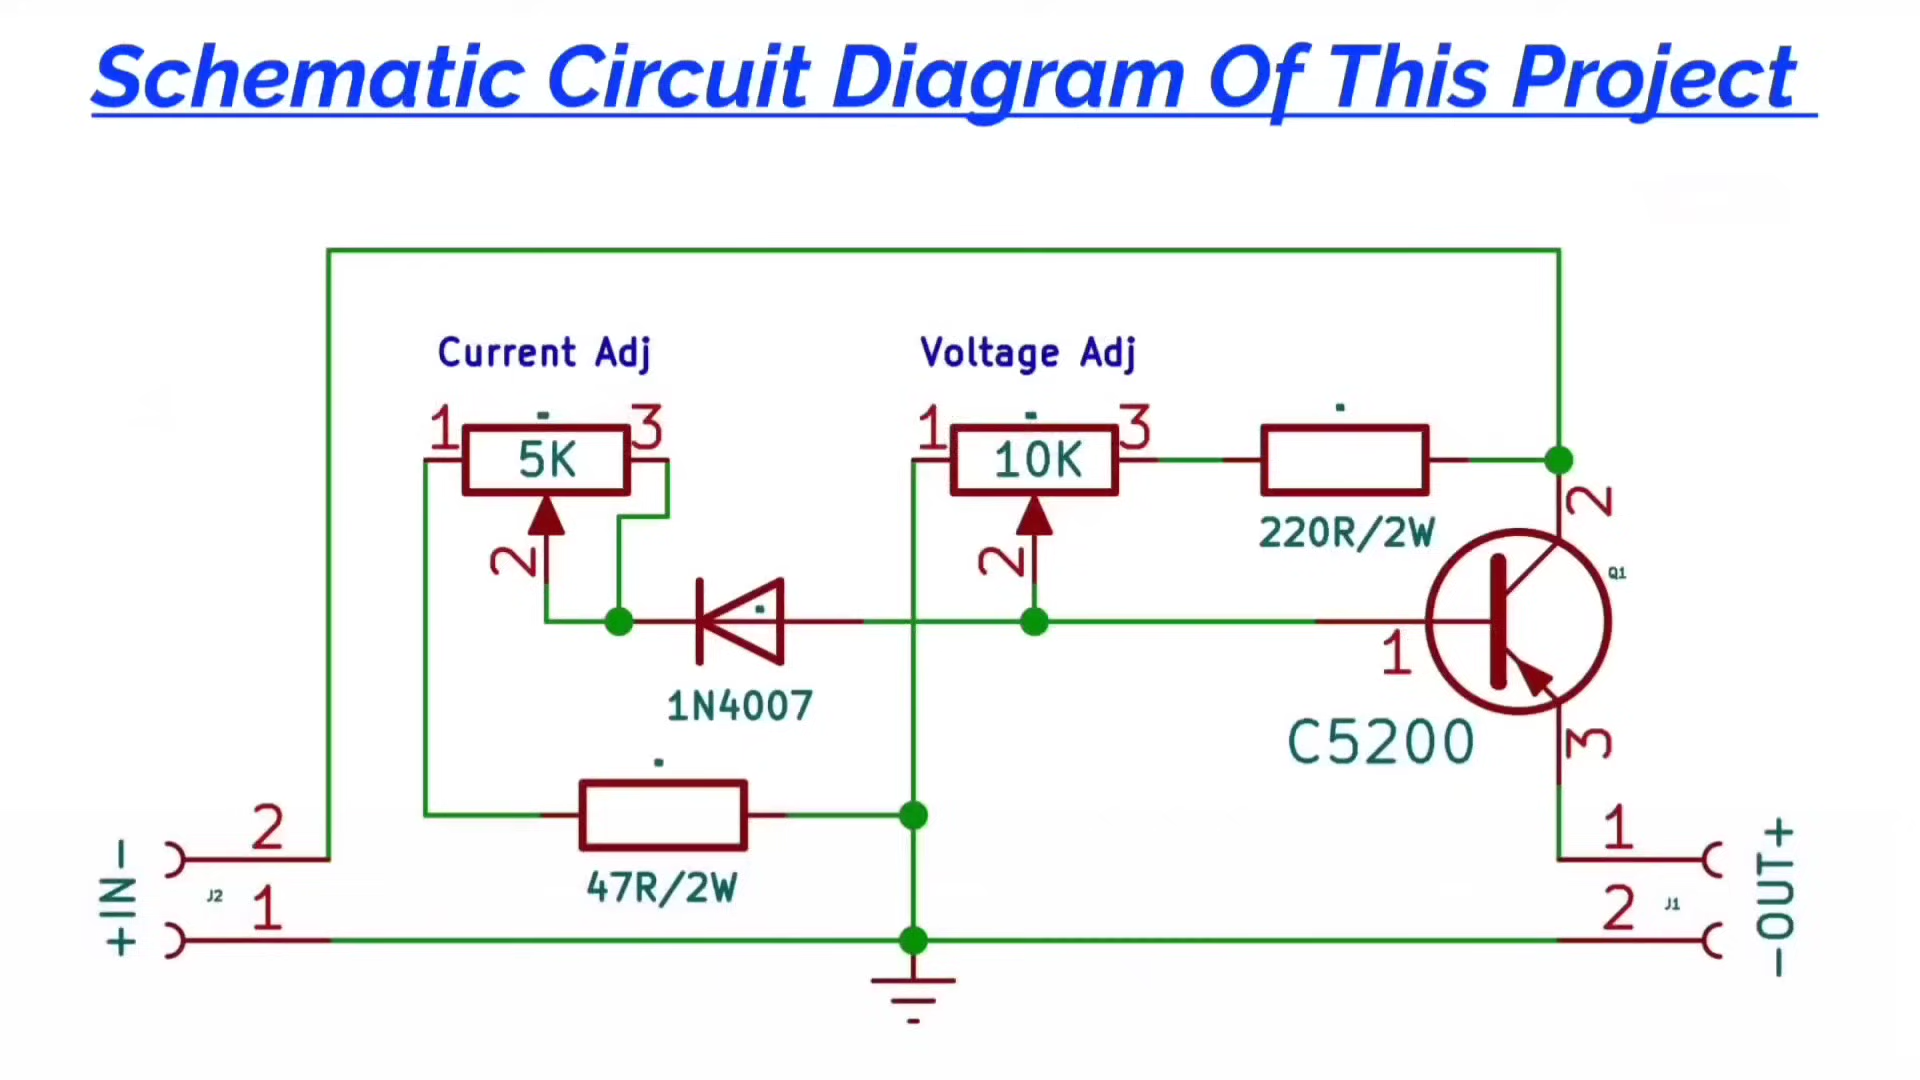 Schematic Circuit Diagram Of This Project
Current Adj
Voltage Adj
1 5K 3
2
1 10K 3
2
220R/2W
2
Q1
1
3
C5200
1N4007
47R/2W
+IN-
2
J2
1
1
2
J1
-OUT+